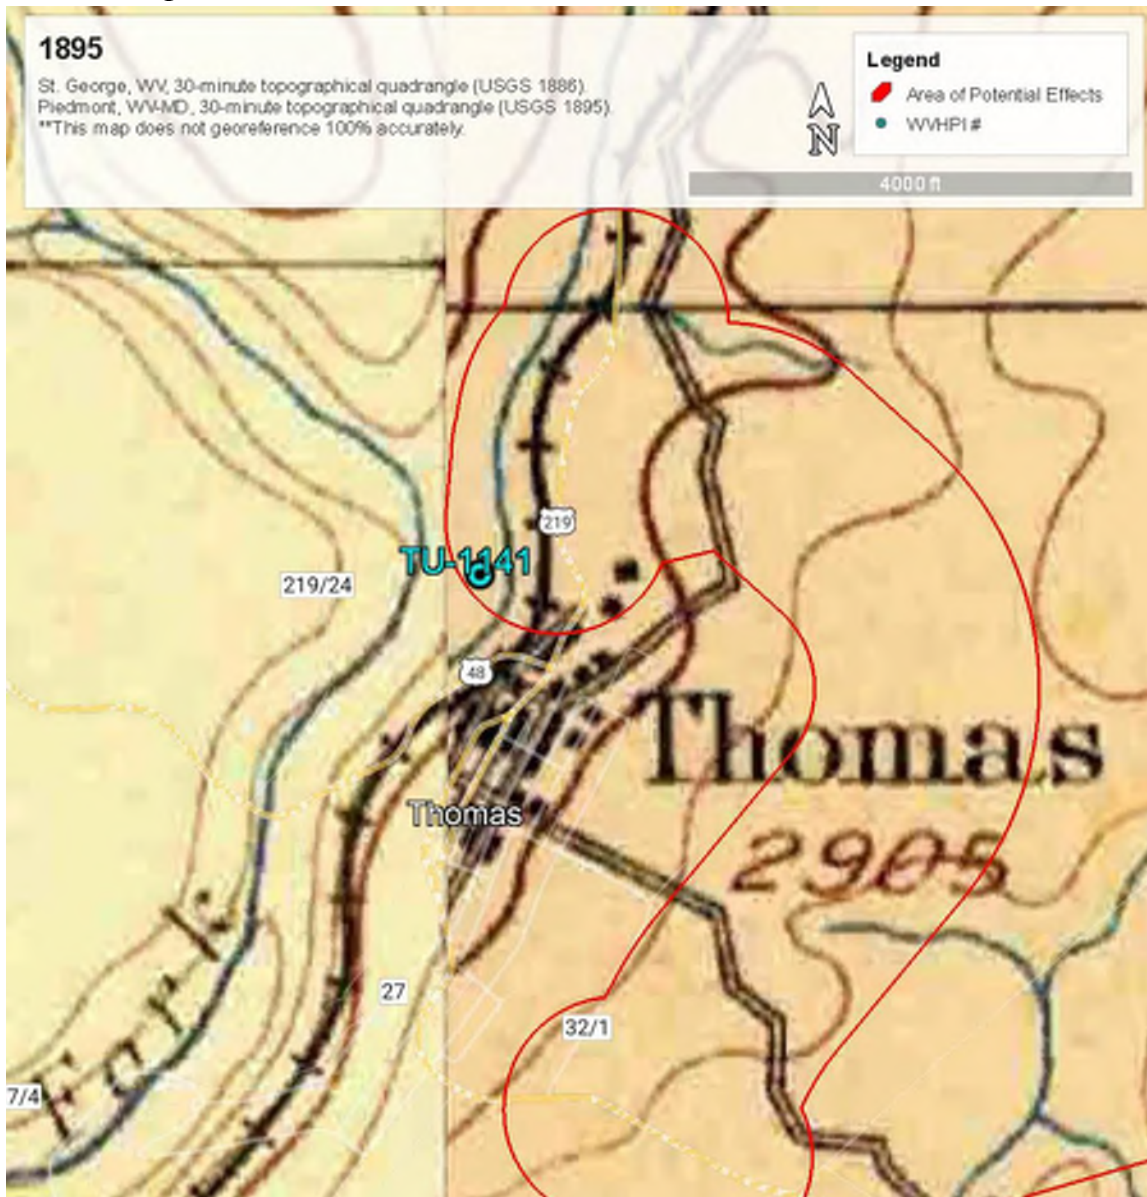 1895
St. George, WV, 30-minute topographical quadrangle (USGS 1886).
Piedmont, WV-MD, 30-minute topographical quadrangle (USGS 1895).
**This map does not georeference 100% accurately.
N
Legend
Area of Potential Effects
WVHPI #
4000 ft
219
TU-1141
219/24
48
Thomas
Thomas
2905
Fork
27
32/1
7/4